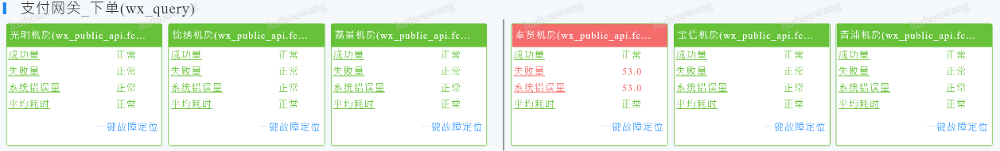 支付网关_下单(wx_query)
光明机房(wx_public_api.fc...
成功量 正常
失败量 正常
系统错误量 正常
平均耗时 正常
一键故障定位
锦绣机房(wx_public_api.fc...
成功量 正常
失败量 正常
系统错误量 正常
平均耗时 正常
一键故障定位
荔景机房(wx_public_api.fc...
成功量 正常
失败量 正常
系统错误量 正常
平均耗时 正常
一键故障定位
奉贤机房(wx_public_api.fc...
成功量 正常
失败量 53.0
系统错误量 53.0
平均耗时 正常
一键故障定位
宝信机房(wx_public_api.fc...
成功量 正常
失败量 正常
系统错误量 正常
平均耗时 正常
一键故障定位
青浦机房(wx_public_api.fc...
成功量 正常
失败量 正常
系统错误量 正常
平均耗时 正常
一键故障定位